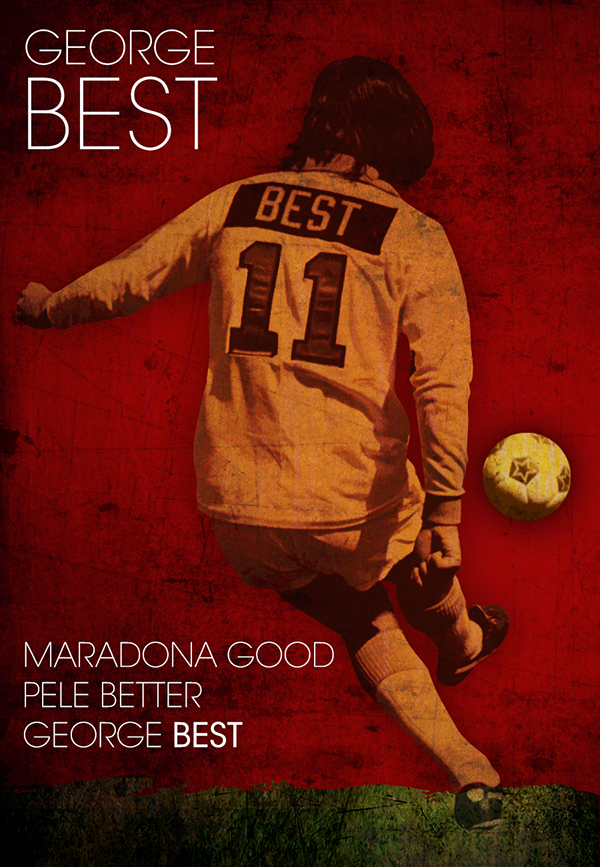 GEORGE
BEST
BEST
11
MARADONA GOOD
PELE BETTER
GEORGE BEST